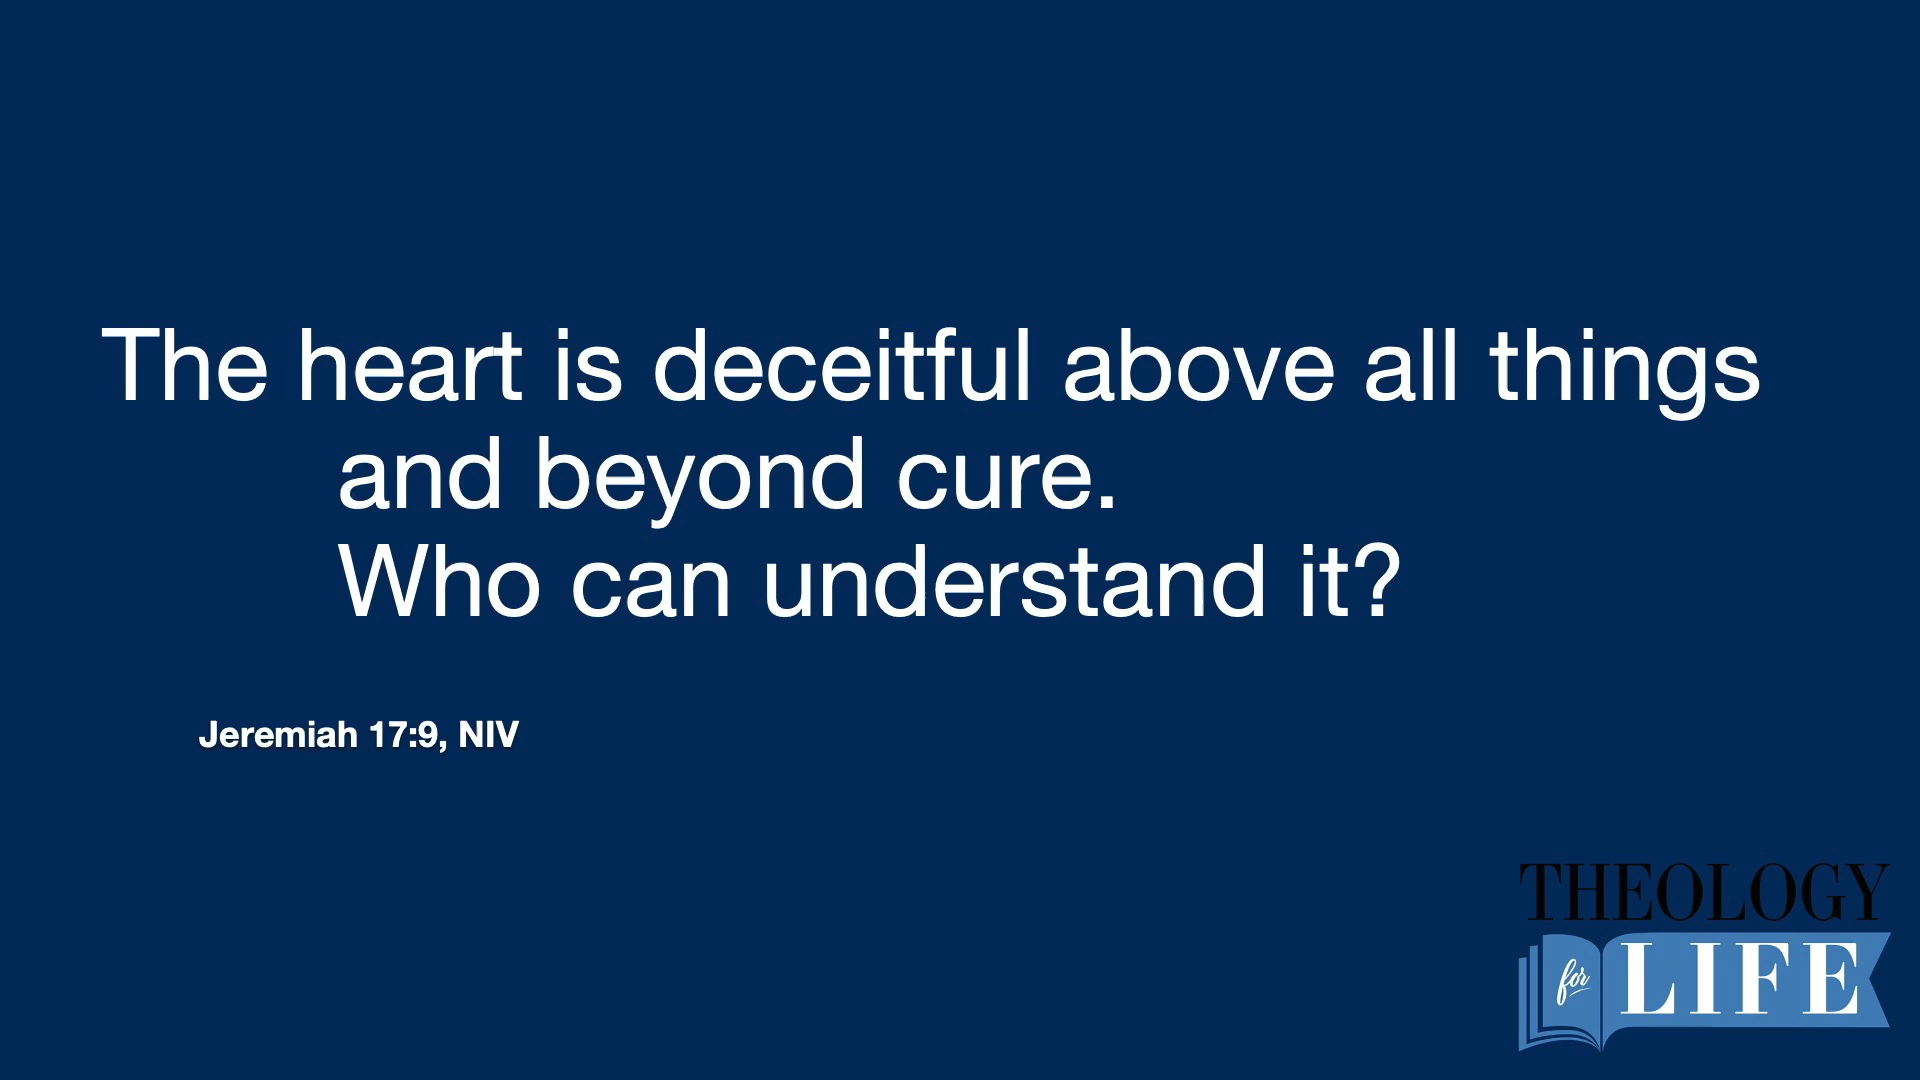 The heart is deceitful above all things
and beyond cure.
Who can understand it?
Jeremiah 17:9, NIV
THEOLOGY
for LIFE